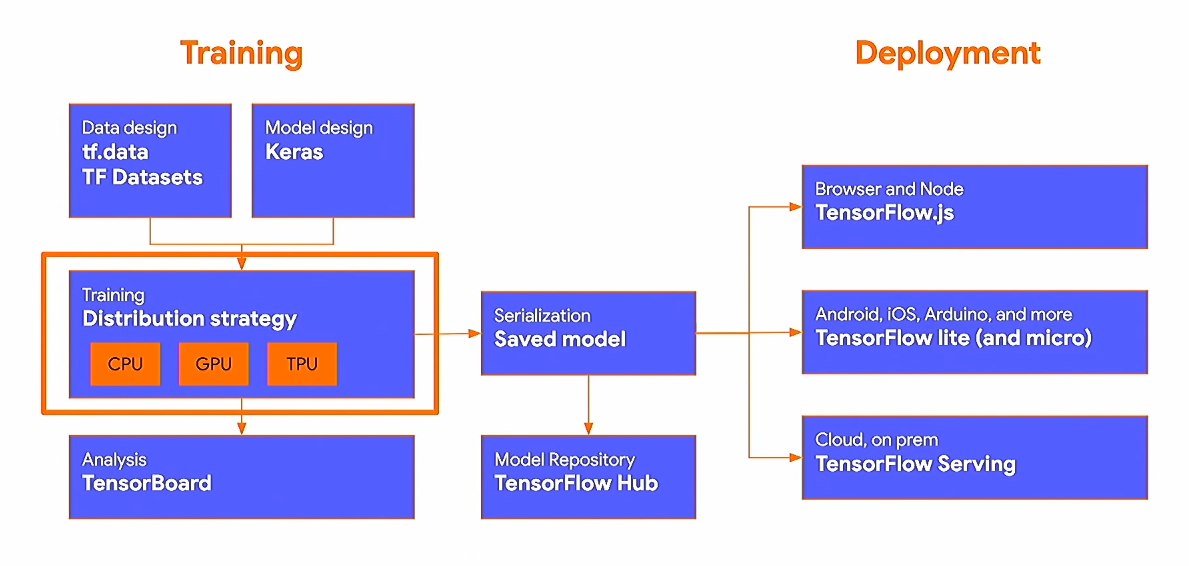 Training
Deployment
Data design
tf.data
TF Datasets
Model design
Keras
Training
Distribution strategy
CPU
GPU
TPU
Analysis
TensorBoard
Serialization
Saved model
Model Repository
TensorFlow Hub
Browser and Node
TensorFlow.js
Android, iOS, Arduino, and more
TensorFlow lite (and micro)
Cloud, on prem
TensorFlow Serving